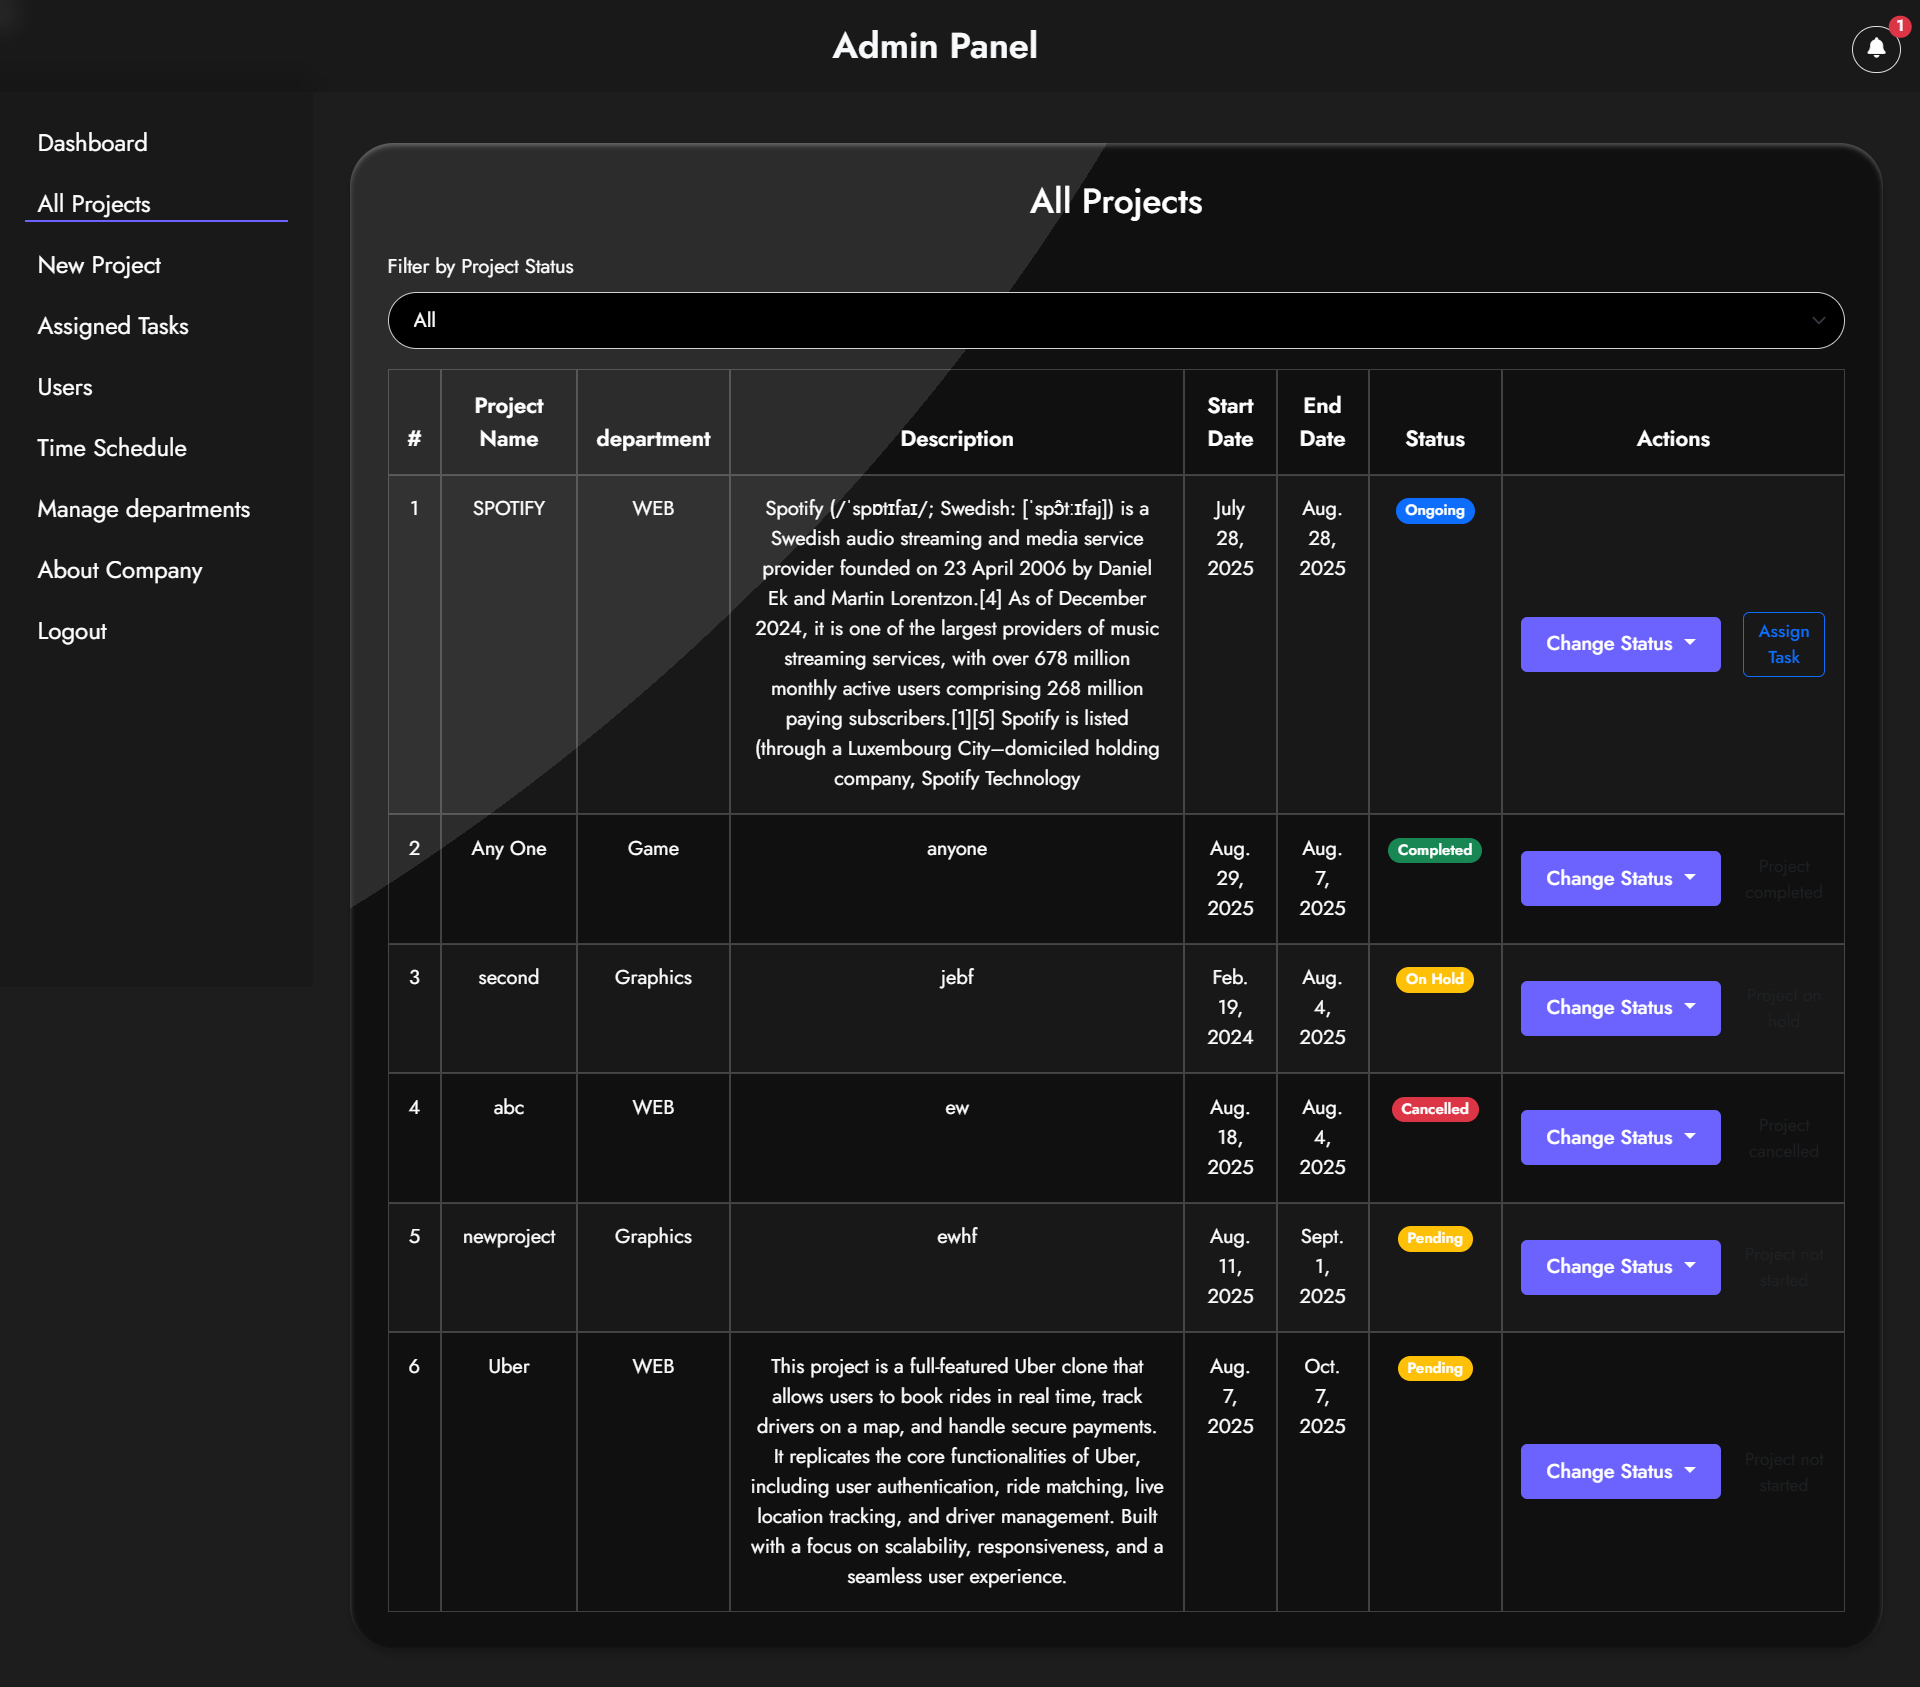 Admin Panel
1
Dashboard
All Projects
New Project
Assigned Tasks
Users
Time Schedule
Manage departments
About Company
Logout
All Projects
Filter by Project Status
All
# Project Name department Description Start Date End Date Status Actions
1 SPOTIFY WEB
Spotify (/ˈspɒtɪfaɪ/; Swedish: [ˈspɔ̂tːɪfaj]) is a
Swedish audio streaming and media service
provider founded on 23 April 2006 by Daniel
Ek and Martin Lorentzon.[4] As of December
2024, it is one of the largest providers of music
streaming services, with over 678 million
monthly active users comprising 268 million
paying subscribers.[1][5] Spotify is listed
(through a Luxembourg City–domiciled holding
company, Spotify Technology
July
28,
2025
Aug.
28,
2025
Ongoing
Change Status
Assign
Task
2 Any One Game anyone
Aug.
29,
2025
Aug.
7,
2025
Completed
Change Status
Project
completed
3 second Graphics jebf
Feb.
19,
2024
Aug.
4,
2025
On Hold
Change Status
Project on
hold
4 abc WEB ew
Aug.
18,
2025
Aug.
4,
2025
Cancelled
Change Status
Project
cancelled
5 newproject Graphics ewhf
Aug.
11,
2025
Sept.
1,
2025
Pending
Change Status
Project not
started
6 Uber WEB
This project is a full-featured Uber clone that
allows users to book rides in real time, track
drivers on a map, and handle secure payments.
It replicates the core functionalities of Uber,
including user authentication, ride matching, live
location tracking, and driver management. Built
with a focus on scalability, responsiveness, and a
seamless user experience.
Aug.
7,
2025
Oct.
7,
2025
Pending
Change Status
Project not
started